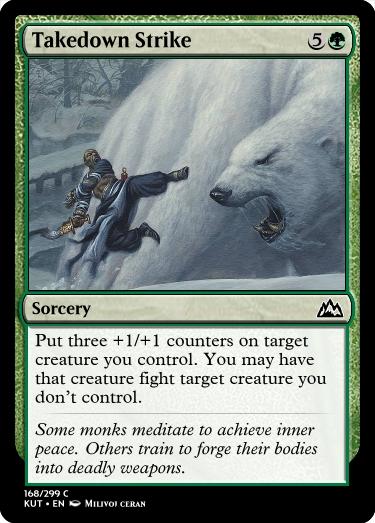 Takedown Strike 5
Sorcery
Put three +1/+1 counters on target
creature you control. You may have
that creature fight target creature you
don't control.
Some monks meditate to achieve inner
peace. Others train to forge their bodies
into deadly weapons.
168/299 C
KUT • EN Milivoj Ceran